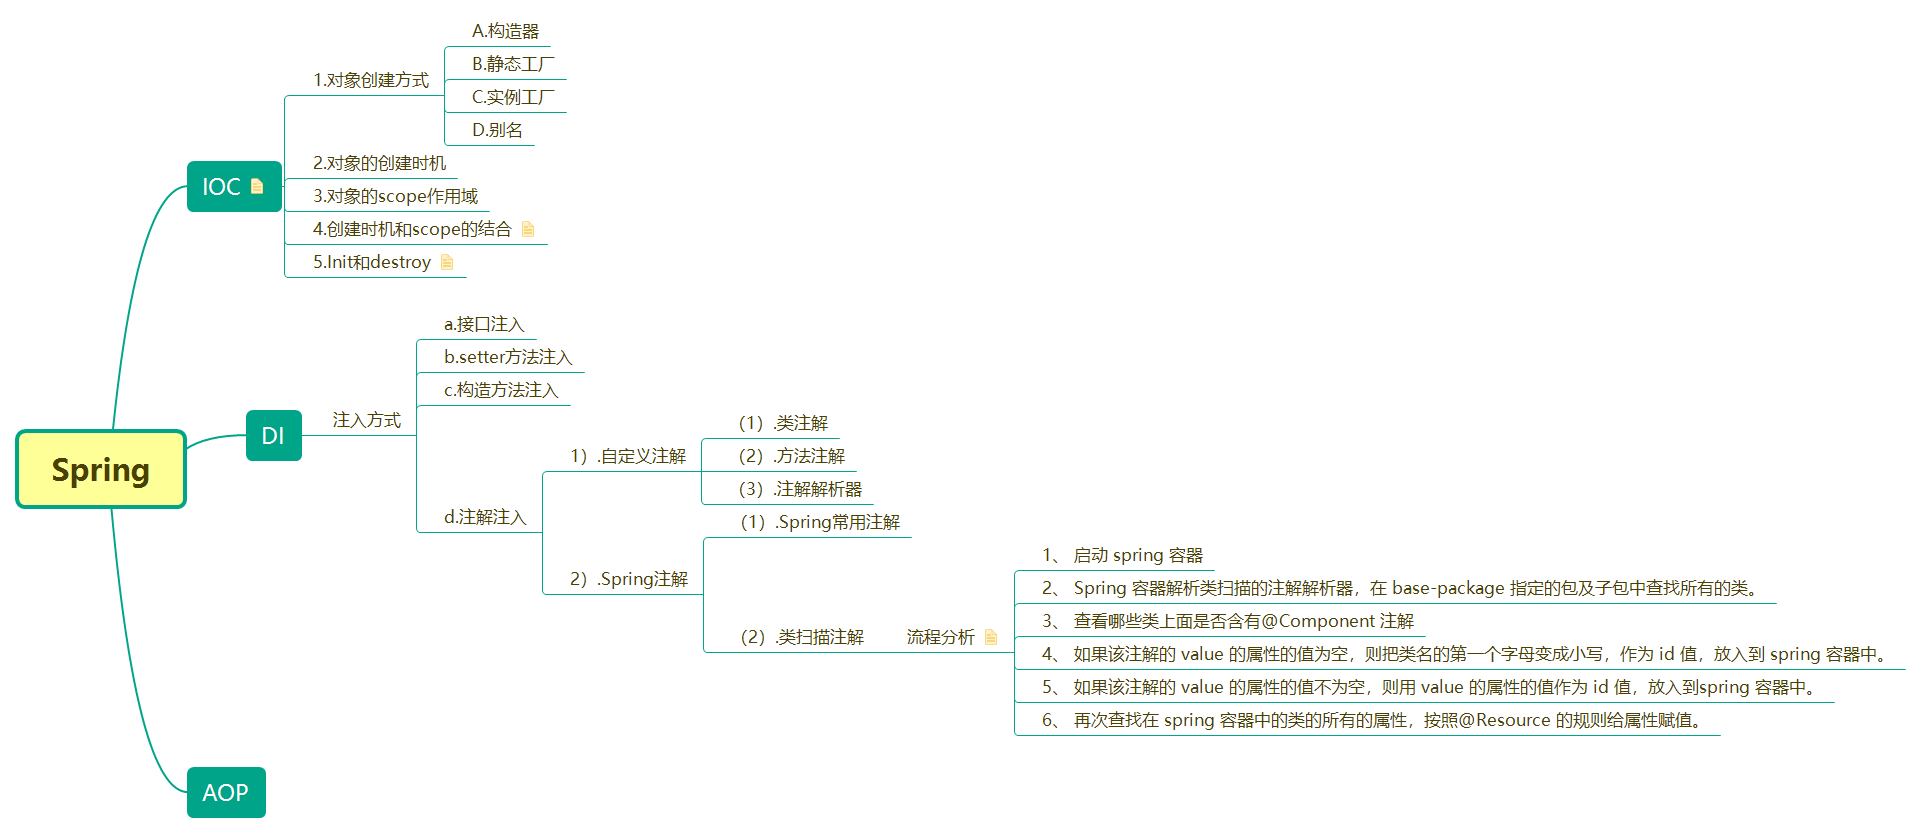 Spring
IOC
1.对象创建方式
A.构造器
B.静态工厂
C.实例工厂
D.别名
2.对象的创建时机
3.对象的scope作用域
4.创建时机和scope的结合
5.Init和destroy
DI
注入方式
a.接口注入
b.setter方法注入
c.构造方法注入
d.注解注入
1）.自定义注解
（1）.类注解
（2）.方法注解
（3）.注解解析器
2）.Spring注解
（1）.Spring常用注解
（2）.类扫描注解
流程分析
1、 启动 spring 容器
2、 Spring 容器解析类扫描的注解解析器，在 base-package 指定的包及子包中查找所有的类。
3、 查看哪些类上面是否含有@Component 注解
4、 如果该注解的 value 的属性的值为空，则把类名的第一个字母变成小写，作为 id 值，放入到 spring 容器中。
5、 如果该注解的 value 的属性的值不为空，则用 value 的属性的值作为 id 值，放入到spring 容器中。
6、 再次查找在 spring 容器中的类的所有的属性，按照@Resource 的规则给属性赋值。
AOP